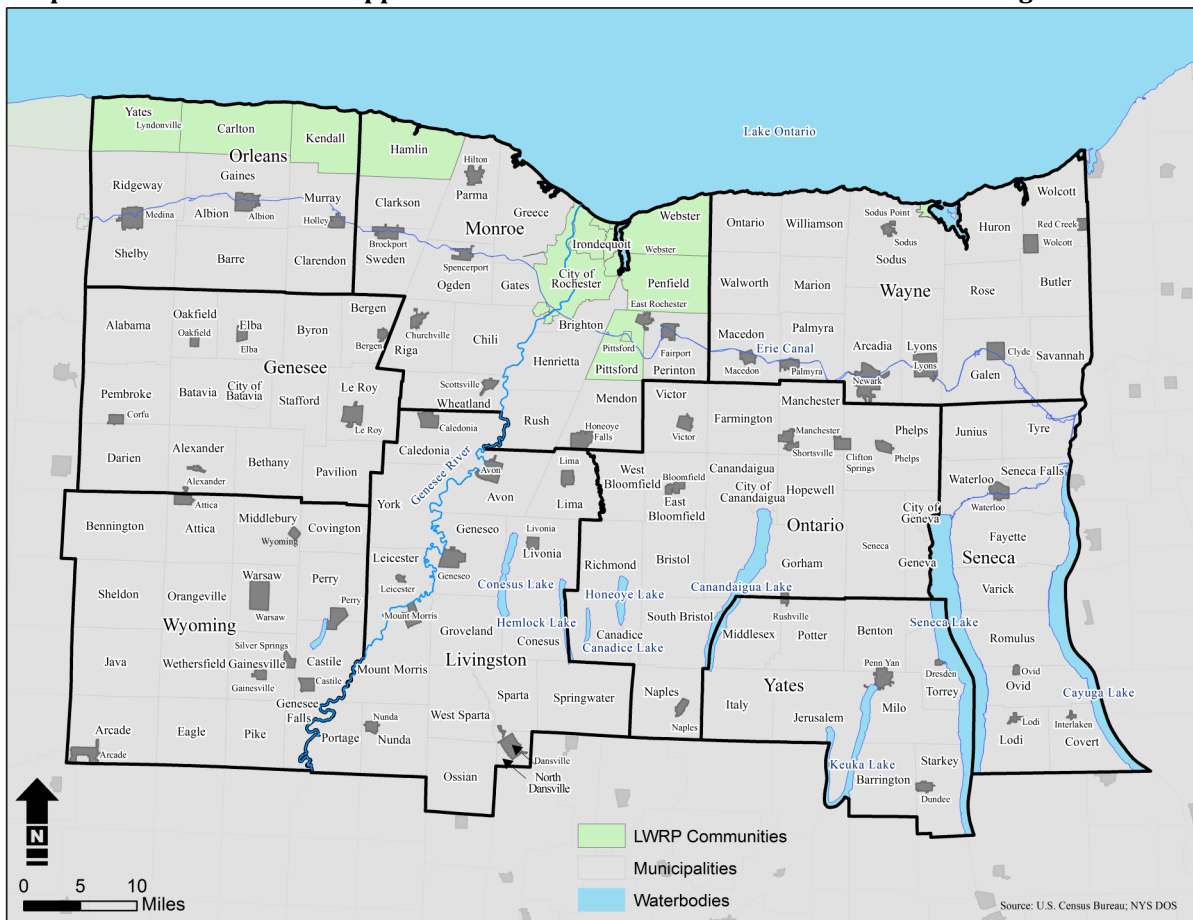 Lake Ontario
Yates
Lyndonville
Carlton
Kendall
Hamlin
Orleans
Gaines
Ridgeway
Medina
Albion
Albion
Murray
Holley
Shelby
Barre
Clarendon
Hilton
Parma
Clarkson
Greece
Monroe
Brockport
Sweden
Spencerport
Ogden
Gates
Irondequoit
City of
Rochester
Webster
Webster
Penfield
East Rochester
Brighton
Pittsford
Pittsford
Fairport
Perinton
Churchville
Riga
Chili
Henrietta
Scottsville
Wheatland
Rush
Mendon
Honeoye
Falls
Ontario
Williamson
Sodus Point
Sodus
Sodus
Huron
Wolcott
Red Creek
Wolcott
Walworth
Marion
Wayne
Rose
Butler
Macedon
Palmyra
Erie Canal
Macedon
Palmyra
Arcadia
Newark
Lyons
Lyons
Clyde
Galen
Savannah
Alabama
Oakfield
Oakfield
Elba
Elba
Byron
Bergen
Bergen
Genesee
Pembroke
Corfu
Batavia
City of
Batavia
Stafford
Le Roy
Le Roy
Darien
Alexander
Alexander
Bethany
Pavilion
Attica
Bennington
Attica
Middlebury
Wyoming
Covington
Sheldon
Orangeville
Warsaw
Warsaw
Perry
Perry
Wyoming
Java
Wethersfield
Silver Springs
Gainesville
Gainesville
Castile
Castile
Genesee
Falls
Arcade
Arcade
Eagle
Pike
Caledonia
Caledonia
Genesee River
York
Avon
Avon
Lima
Lima
Geneseo
Geneseo
Livonia
Livonia
Leicester
Leicester
Conesus Lake
Mount Morris
Hemlock Lake
Groveland
Conesus
Mount Morris
Livingston
Sparta
Springwater
Nunda
Nunda
Portage
West Sparta
Dansville
North
Dansville
Ossian
Victor
Victor
Farmington
Manchester
Manchester
Shortsville
Clifton
Springs
Phelps
Phelps
West
Bloomfield
Bloomfield
East
Bloomfield
Canandaigua
City of
Canandaigua
Hopewell
Ontario
City of
Geneva
Seneca
Geneva
Richmond
Bristol
Gorham
Honeoye Lake
Canandaigua Lake
Canadice
Canadice Lake
South Bristol
Naples
Naples
Junius
Tyre
Waterloo
Waterloo
Seneca Falls
Fayette
Seneca
Varick
Romulus
Ovid
Ovid
Lodi
Lodi
Interlaken
Covert
Cayuga Lake
Seneca Lake
Rushville
Middlesex
Potter
Benton
Penn Yan
Dresden
Torrey
Yates
Milo
Italy
Jerusalem
Keuka Lake
Barrington
Starkey
Dundee
N
0 5 10
Miles
LWRP Communities
Municipalities
Waterbodies
Source: U.S. Census Bureau; NYS DOS